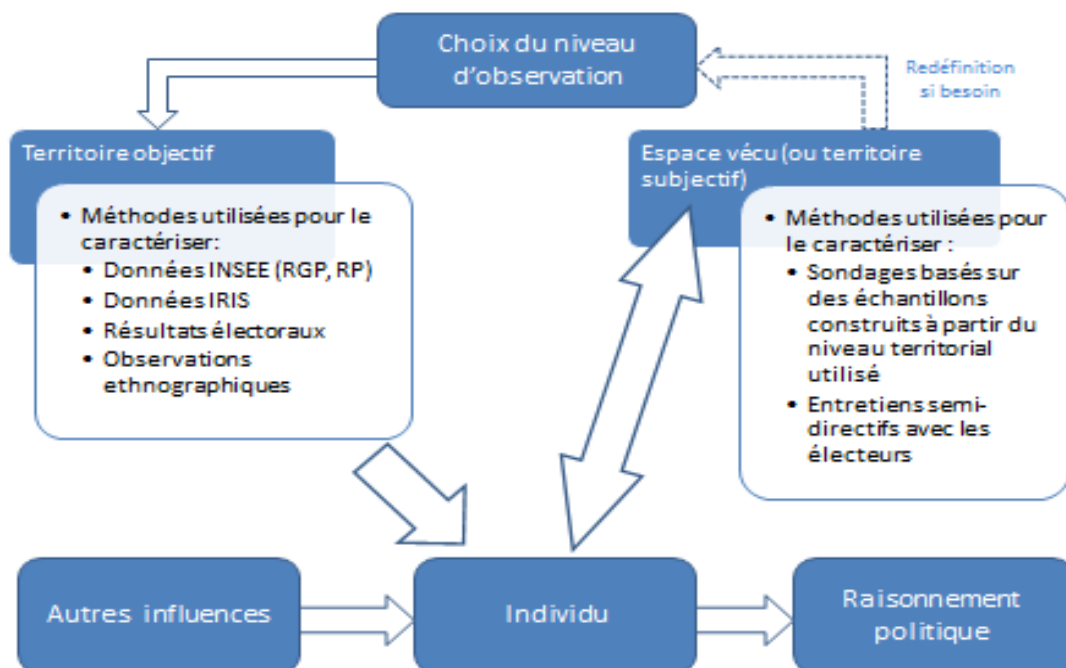 Choix du niveau
d'observation
Redéfinition
si besoin
Territoire objectif
• Méthodes utilisées pour le
caractériser:
• Données INSEE (RGP, RP)
• Données IRIS
• Résultats électoraux
• Observations
ethnographiques
Espace vécu (ou territoire
subjectif)
• Méthodes utilisées pour
le caractériser :
• Sondages basés sur
des échantillons
construits à partir du
niveau territorial
utilisé
• Entretiens semi-
directifs avec les
électeurs
Autres influences
Individu
Raisonnement
politique